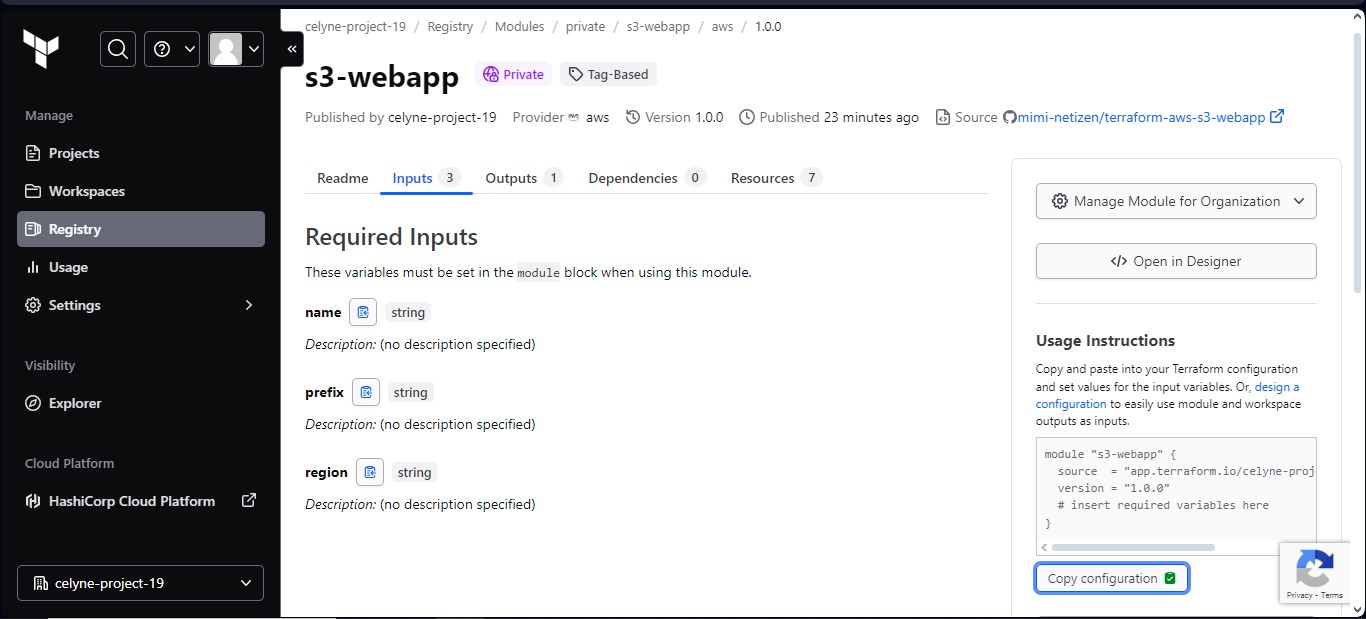 celyne-project-19 / Registry / Modules / private / s3-webapp / aws / 1.0.0
s3-webapp Private Tag-Based
Published by celyne-project-19 Provider aws aws Version 1.0.0 Published 23 minutes ago Source mimi-netizen/terraform-aws-s3-webapp
Manage
Projects
Workspaces
Registry
Usage
Settings
Visibility
Explorer
Cloud Platform
HashiCorp Cloud Platform
celyne-project-19
Readme Inputs 3 Outputs 1 Dependencies 0 Resources 7
Required Inputs
These variables must be set in the module block when using this module.
name string
Description: (no description specified)
prefix string
Description: (no description specified)
region string
Description: (no description specified)
Manage Module for Organization
</> Open in Designer
Usage Instructions
Copy and paste into your Terraform configuration
and set values for the input variables. Or, design a
configuration to easily use module and workspace
outputs as inputs.
module "s3-webapp" {
source = "app.terraform.io/celyne-proj
version = "1.0.0"
# insert required variables here
}
Copy configuration
Privacy - Terms